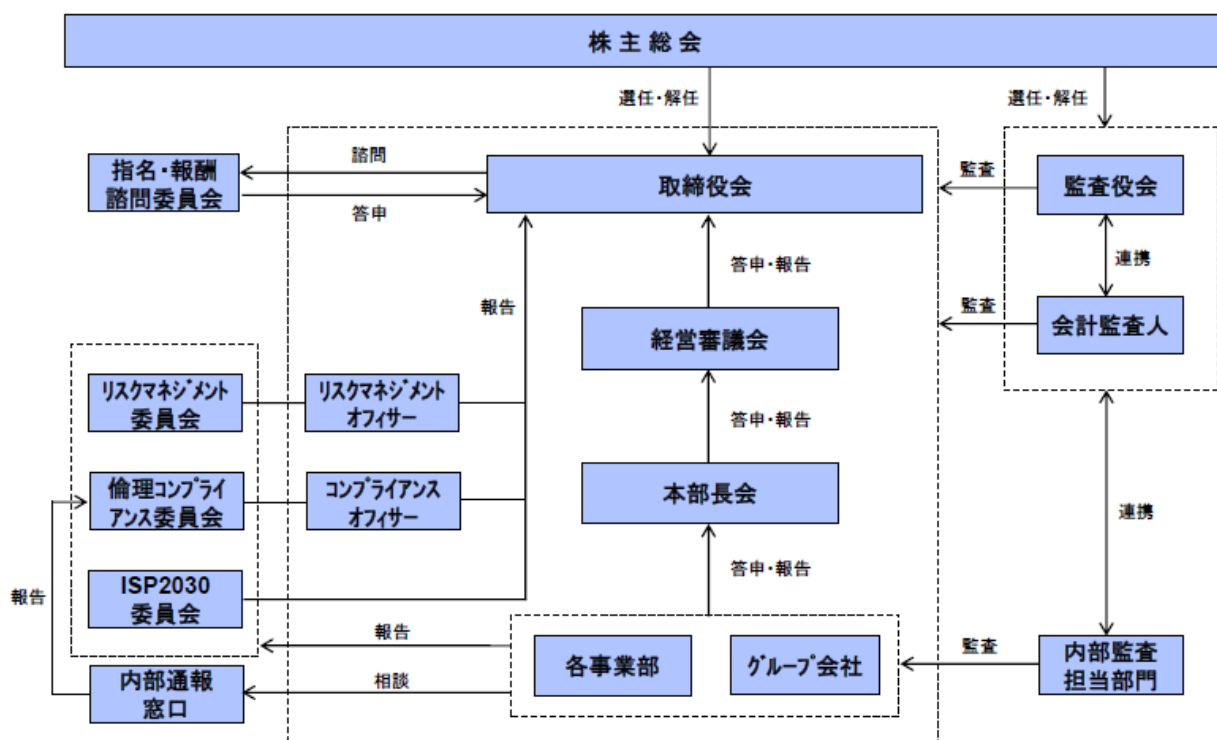 株主総会
選任・解任
選任・解任
指名・報酬
諮問委員会
諮問
答申
取締役会
監査
監査役会
連携
答申・報告
報告
経営審議会
監査
会計監査人
リスクマネジメント
委員会
リスクマネジメント
オフィサー
答申・報告
倫理コンプライ
アンス委員会
コンプライアンス
オフィサー
本部長会
連携
答申・報告
報告
ISP2030
委員会
報告
各事業部
グループ会社
監査
内部監査
担当部門
内部通報
窓口
相談